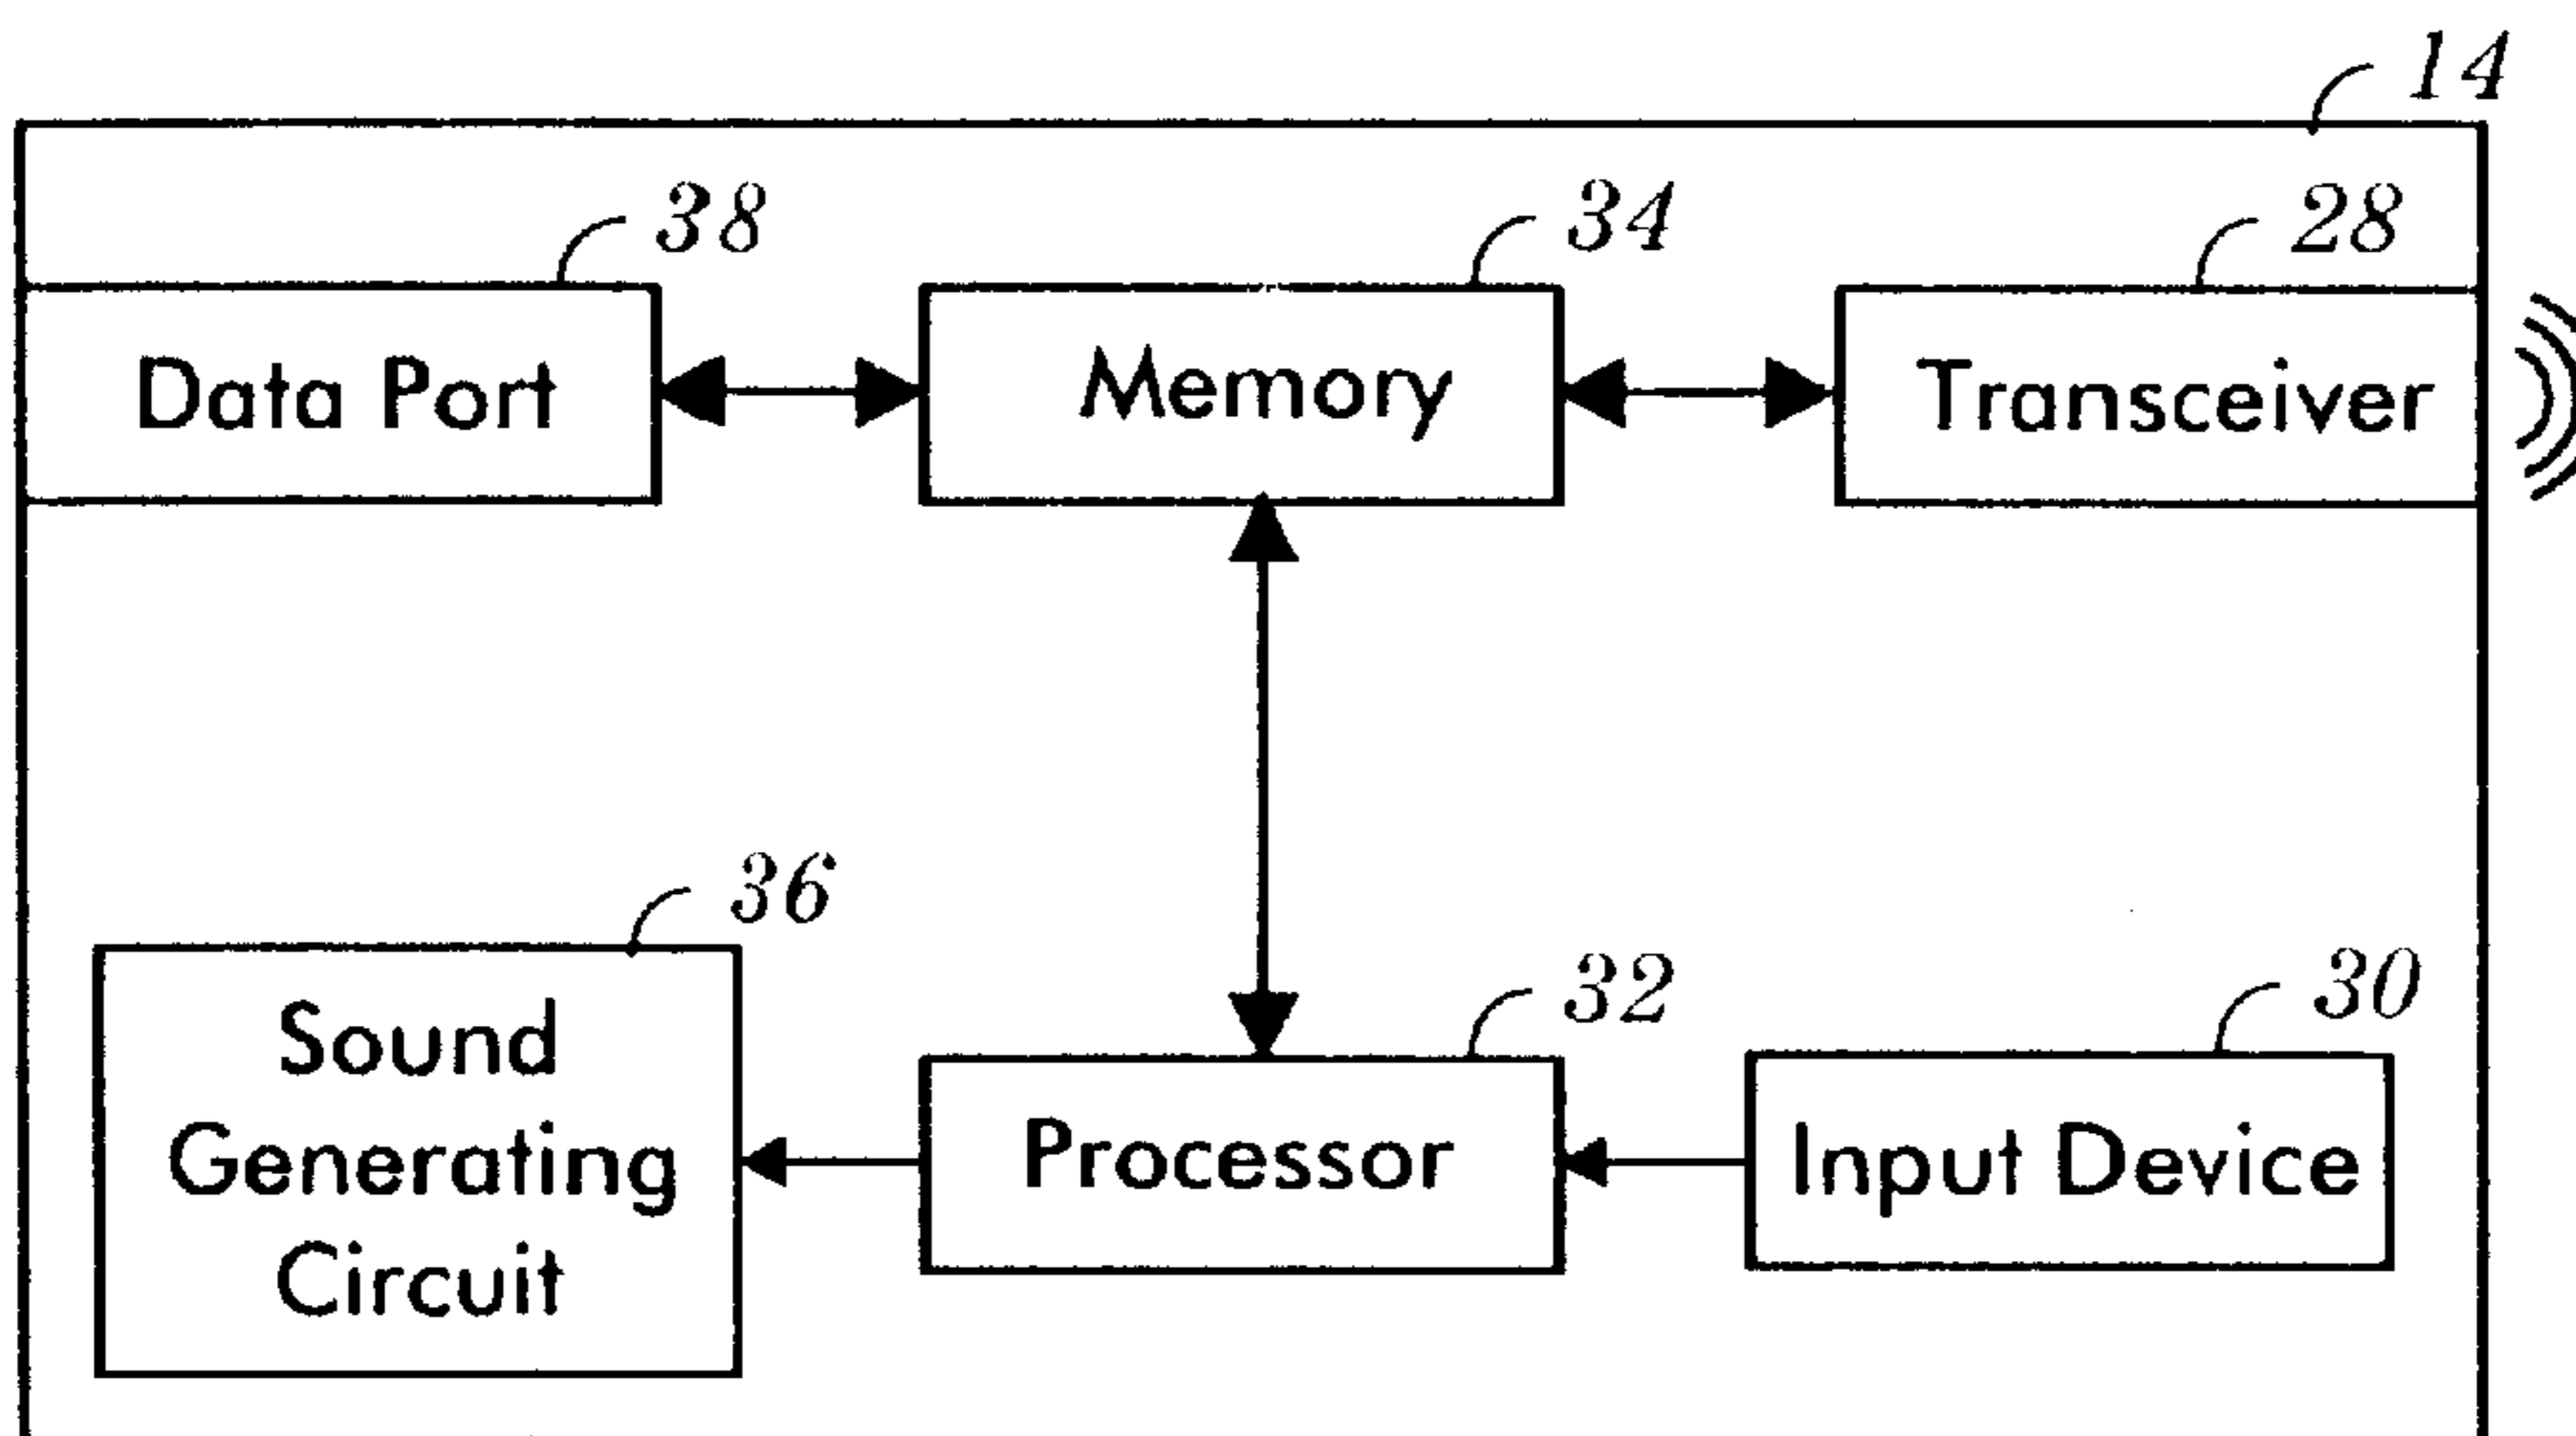 14
38
34
28
Data Port
Memory
Transceiver
36
32
30
Sound
Generating
Circuit
Processor
Input Device